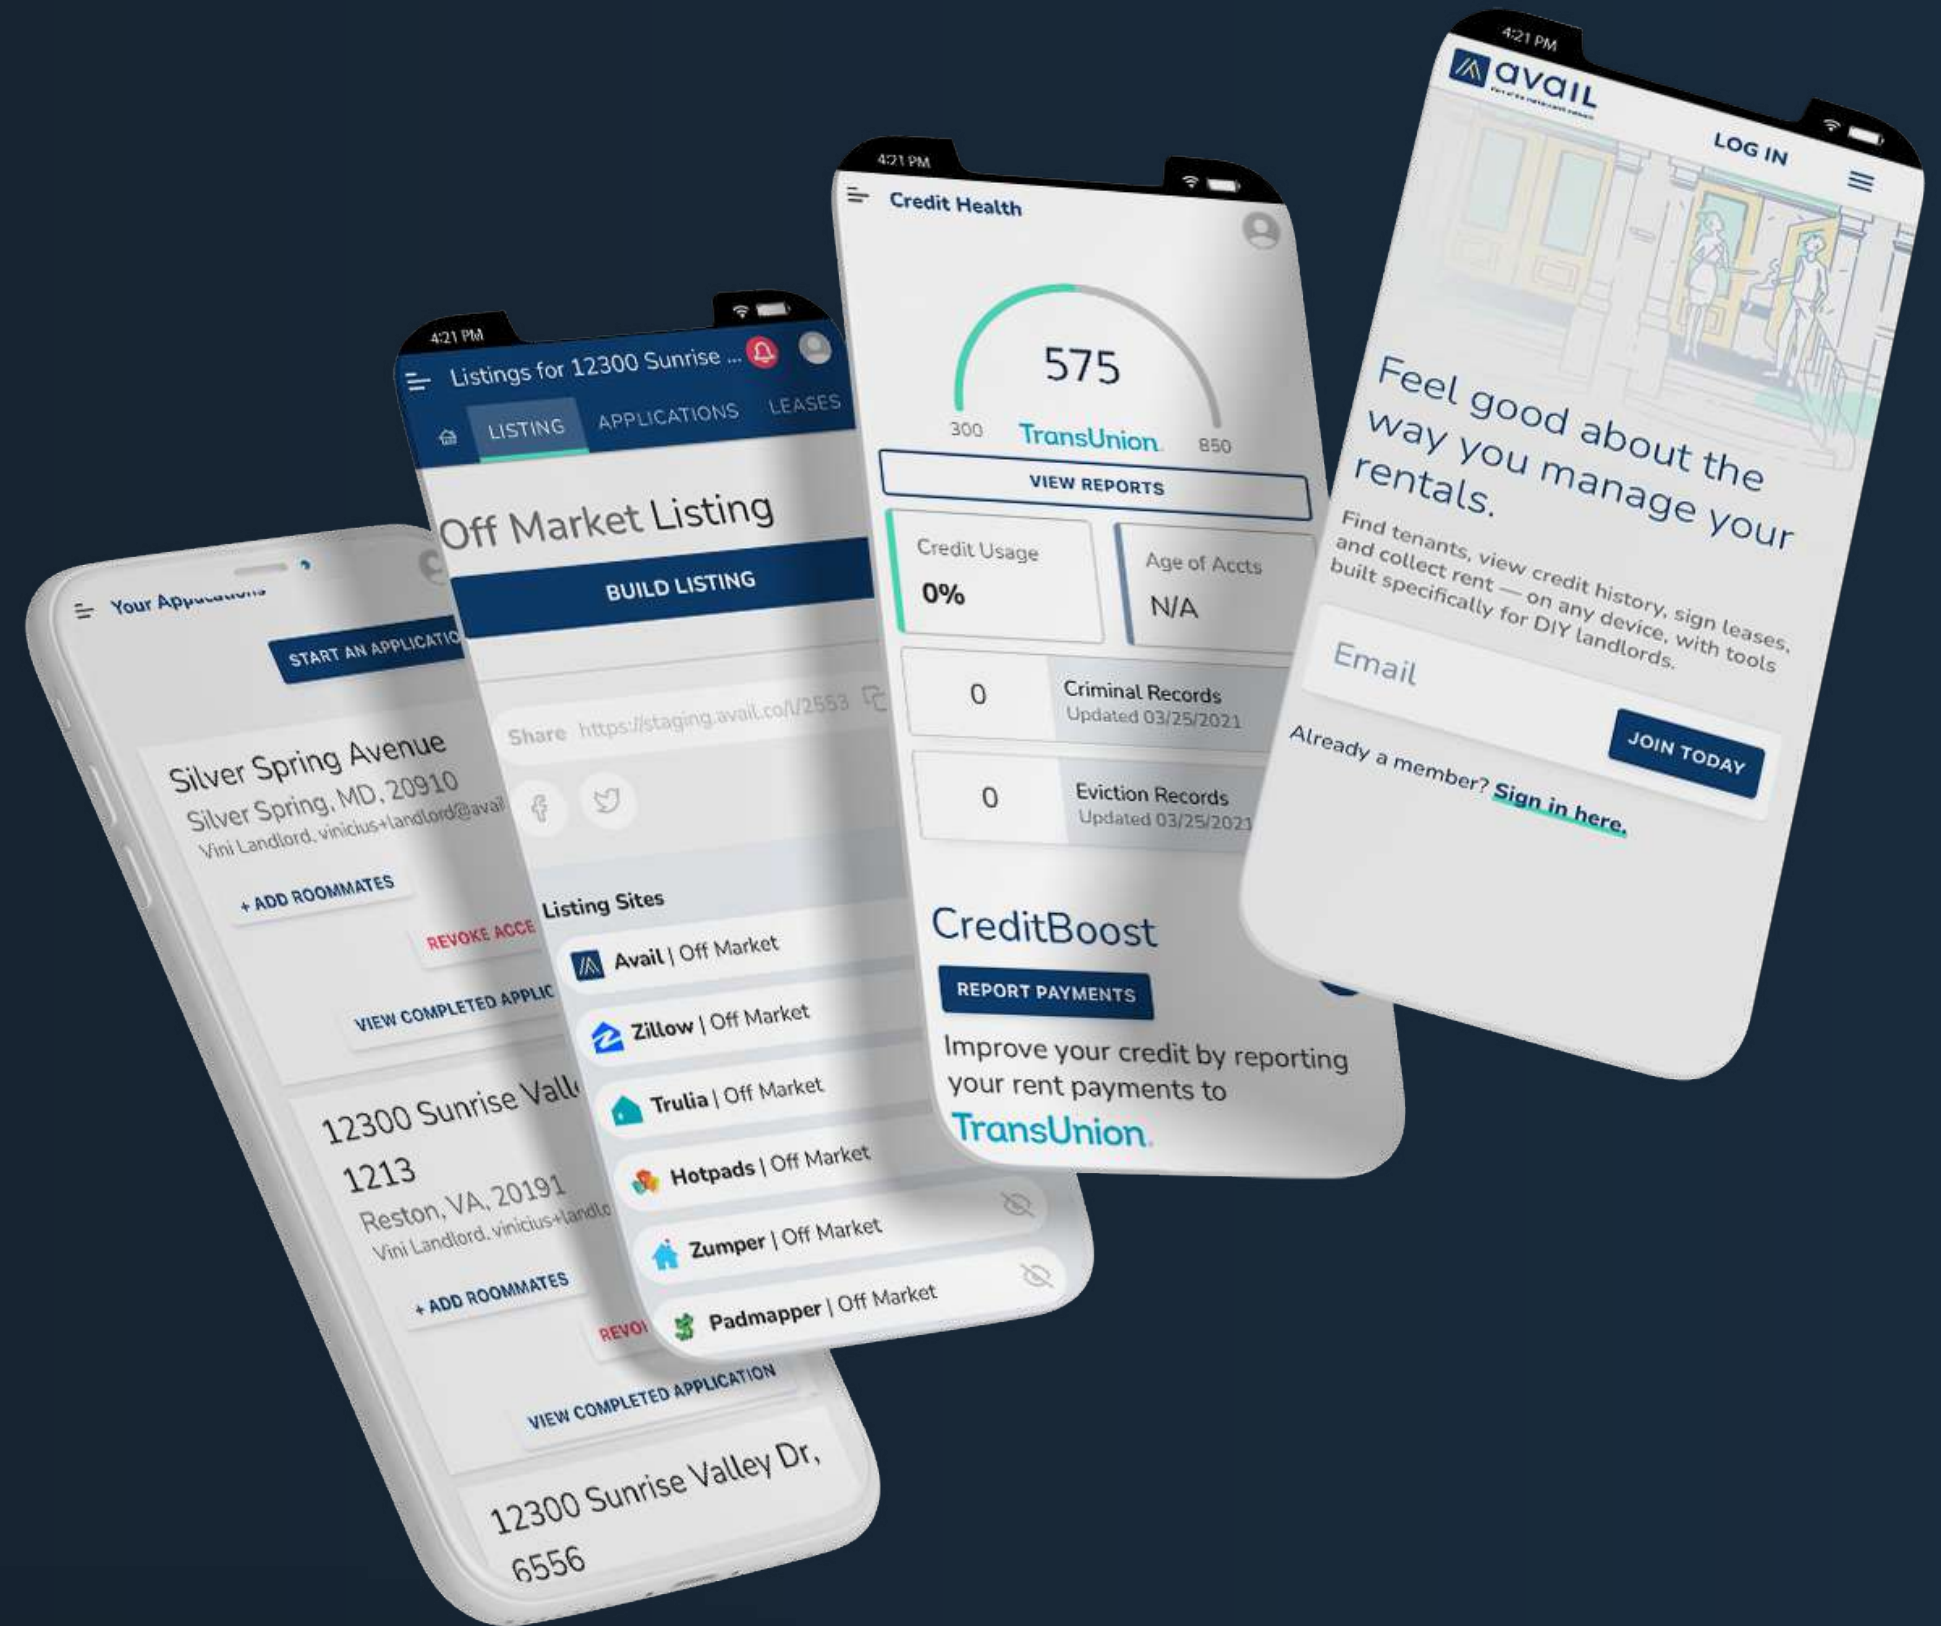 Your Applications
START AN APPLICATIO
Silver Spring Avenue
Silver Spring, MD, 20910
Vini Landlord, vinicius+landlord@avail
+ ADD ROOMMATES
REVOKE ACCE
VIEW COMPLETED APPLIC
12300 Sunrise Vall
1213
Reston, VA, 20191
Vini Landlord, vinicius+landlo
+ ADD ROOMMATES
REVO
VIEW COMPLETED APPLICATION
12300 Sunrise Valley Dr,
6556
4:21 PM
Listings for 12300 Sunrise ...
LISTING
APPLICATIONS
LEASES
Off Market Listing
BUILD LISTING
Share https://staging.avail.co/l/2553
Listing Sites
Avail | Off Market
Zillow | Off Market
Trulia | Off Market
Hotpads | Off Market
Zumper | Off Market
Padmapper | Off Market
4:21 PM
Credit Health
575
300
TransUnion.
850
VIEW REPORTS
Credit Usage
0%
Age of Accts
N/A
0
Criminal Records
Updated 03/25/2021
0
Eviction Records
Updated 03/25/2021
CreditBoost
REPORT PAYMENTS
Improve your credit by reporting
your rent payments to
TransUnion.
4:21 PM
avail
LOG IN
Feel good about the
way you manage your
rentals.
Find tenants, view credit history, sign leases,
and collect rent — on any device, with tools
built specifically for DIY landlords.
Email
JOIN TODAY
Already a member? Sign in here.